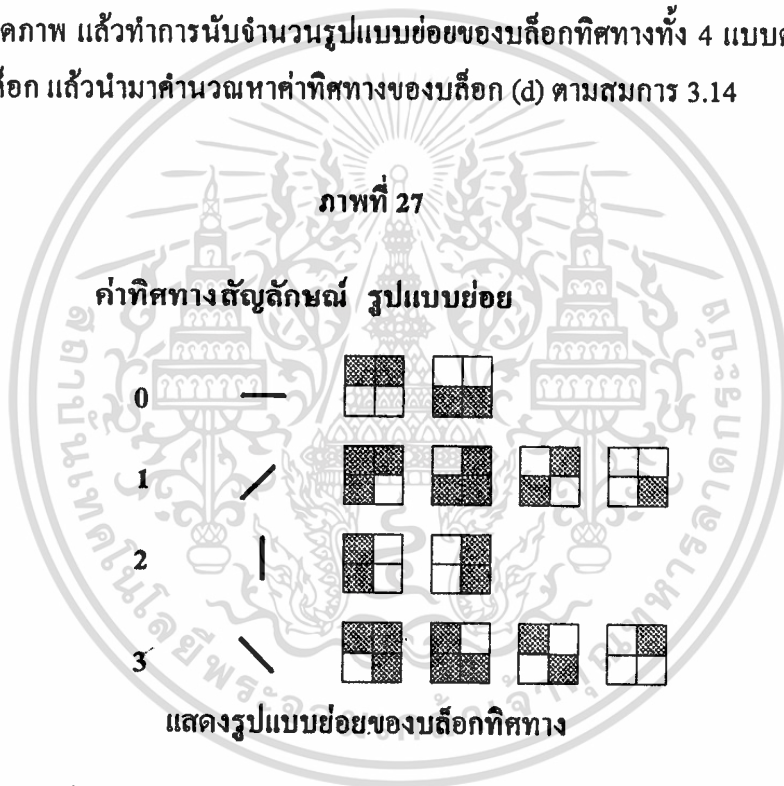 ดภาพ แล้วทำการนับจำนวนรูปแบบย่อยของบล็อกทิศทางทั้ง 4 แบบ
ล็อก แล้วนำมาคำนวณหาค่าทิศทางของบล็อก (d) ตามสมการ 3.14
ภาพที่ 27
ค่าทิศทาง สัญลักษณ์ รูปแบบย่อย
0
1
2
3
แสดงรูปแบบย่อยของบล็อกทิศทาง